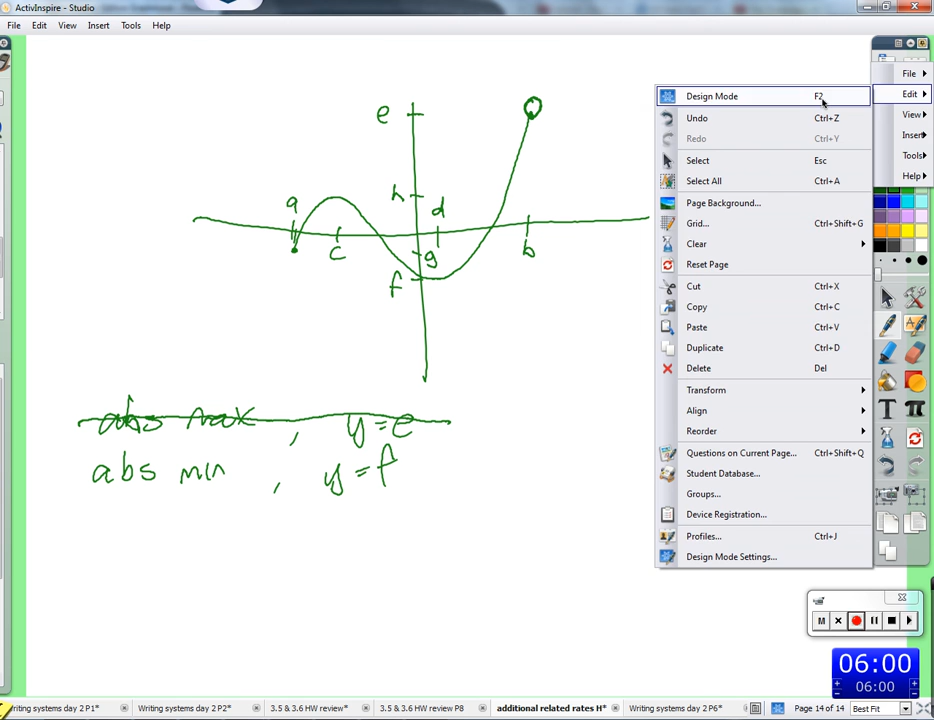 ActivInspire - Studio
File Edit View Insert Tools Help
File
Edit
View
Insert
Tools
Help
Design Mode F2
Undo Ctrl+Z
Redo Ctrl+Y
Select Esc
Select All Ctrl+A
Page Background...
Grid... Ctrl+Shift+G
Clear
Reset Page
Cut Ctrl+X
Copy Ctrl+C
Paste Ctrl+V
Duplicate Ctrl+D
Delete Del
Transform
Align
Reorder
Questions on Current Page... Ctrl+Shift+Q
Student Database...
Groups...
Device Registration...
Profiles... Ctrl+J
Design Mode Settings...
e
h
a
d
c
g
b
f
abs max , y=e
abs min , y=f
M
06:00
06:00
riting systems day 2 P1* Writing systems day 2 P2* 3.5 & 3.6 HW review* 3.5 & 3.6 HW review P8 additional related rates H* Writing systems day 2 P6* Page 14 of 14 Best Fit